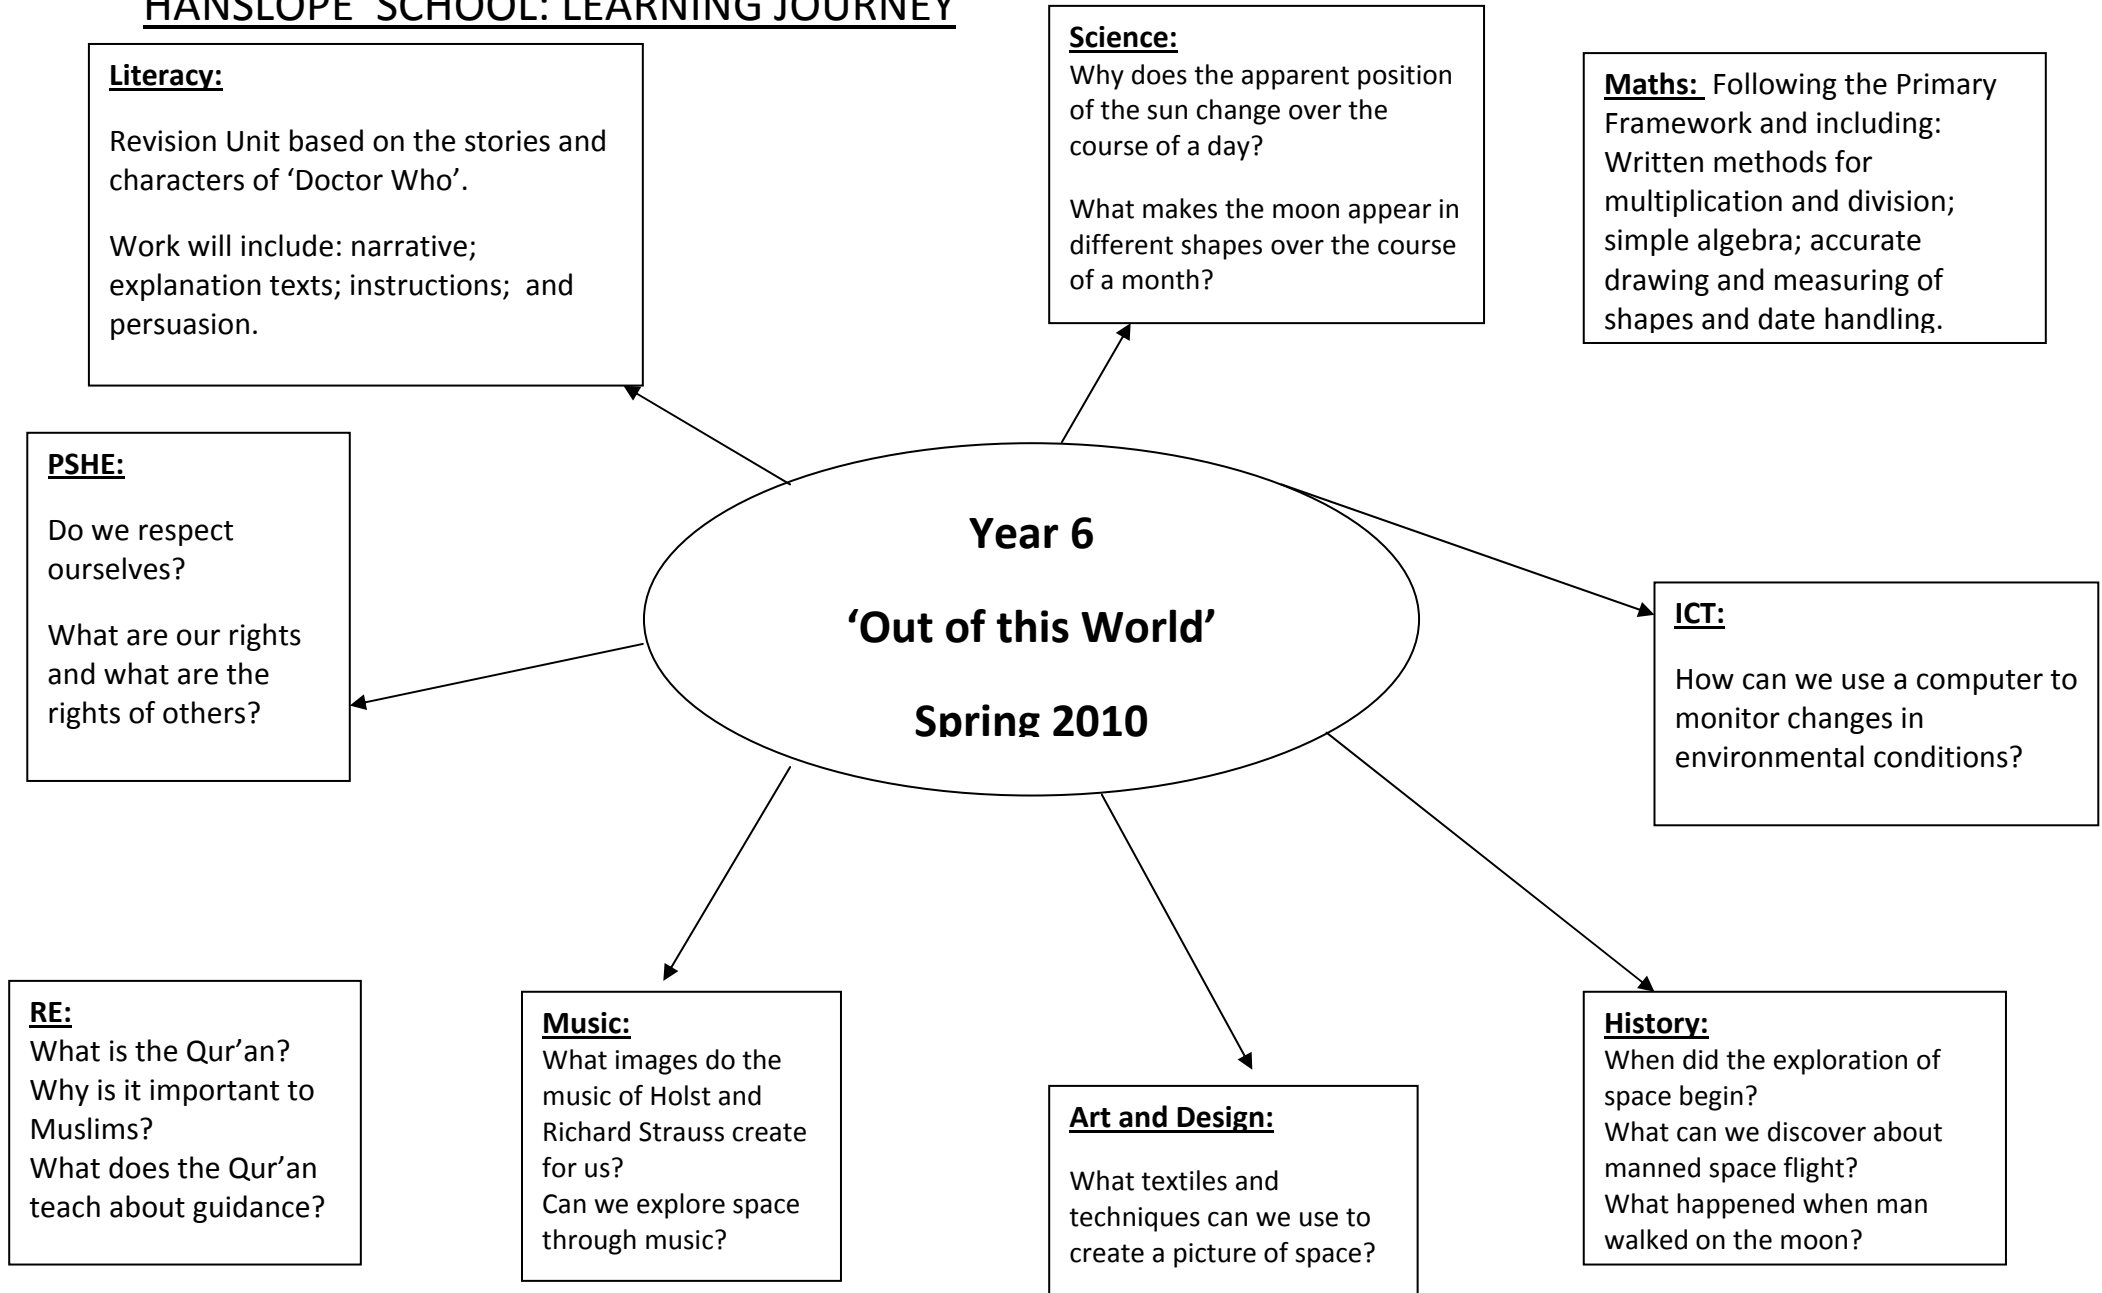 HANSLOPE SCHOOL: LEARNING JOURNEY
Literacy:
Revision Unit based on the stories and
characters of ‘Doctor Who’.
Work will include: narrative;
explanation texts; instructions; and
persuasion.
Science:
Why does the apparent position
of the sun change over the
course of a day?
What makes the moon appear in
different shapes over the course
of a month?
Maths: Following the Primary
Framework and including:
Written methods for
multiplication and division;
simple algebra; accurate
drawing and measuring of
shapes and date handling.
PSHE:
Do we respect
ourselves?
What are our rights
and what are the
rights of others?
Year 6
‘Out of this World’
Spring 2010
ICT:
How can we use a computer to
monitor changes in
environmental conditions?
RE:
What is the Qur’an?
Why is it important to
Muslims?
What does the Qur’an
teach about guidance?
Music:
What images do the
music of Holst and
Richard Strauss create
for us?
Can we explore space
through music?
Art and Design:
What textiles and
techniques can we use to
create a picture of space?
History:
When did the exploration of
space begin?
What can we discover about
manned space flight?
What happened when man
walked on the moon?